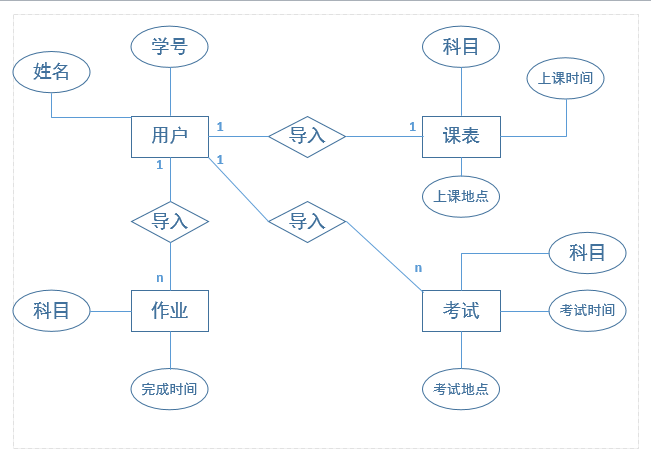 学号
科目
姓名
上课时间
用户
1
导入
1
课表
1
1
上课地点
导入
导入
科目
n
n
科目
作业
考试
考试时间
完成时间
考试地点